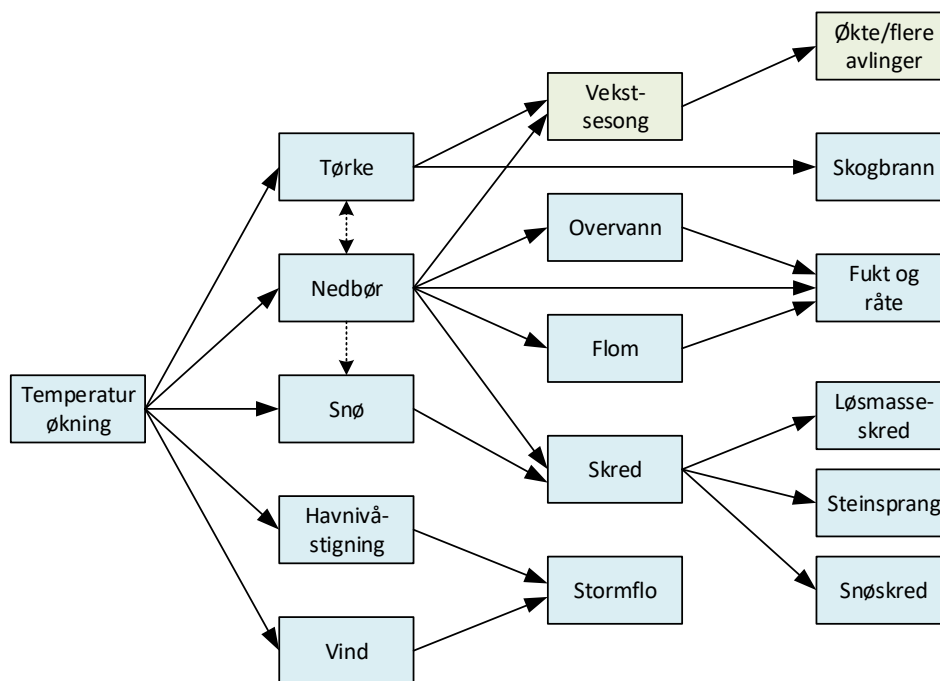 Temperatur
økning
Tørke
Nedbør
Snø
Havnivå-
stigning
Vind
Vekst-
sesong
Overvann
Flom
Skred
Stormflo
Økte/flere
avlinger
Skogbrann
Fukt og
råte
Løsmasse-
skred
Steinsprang
Snøskred